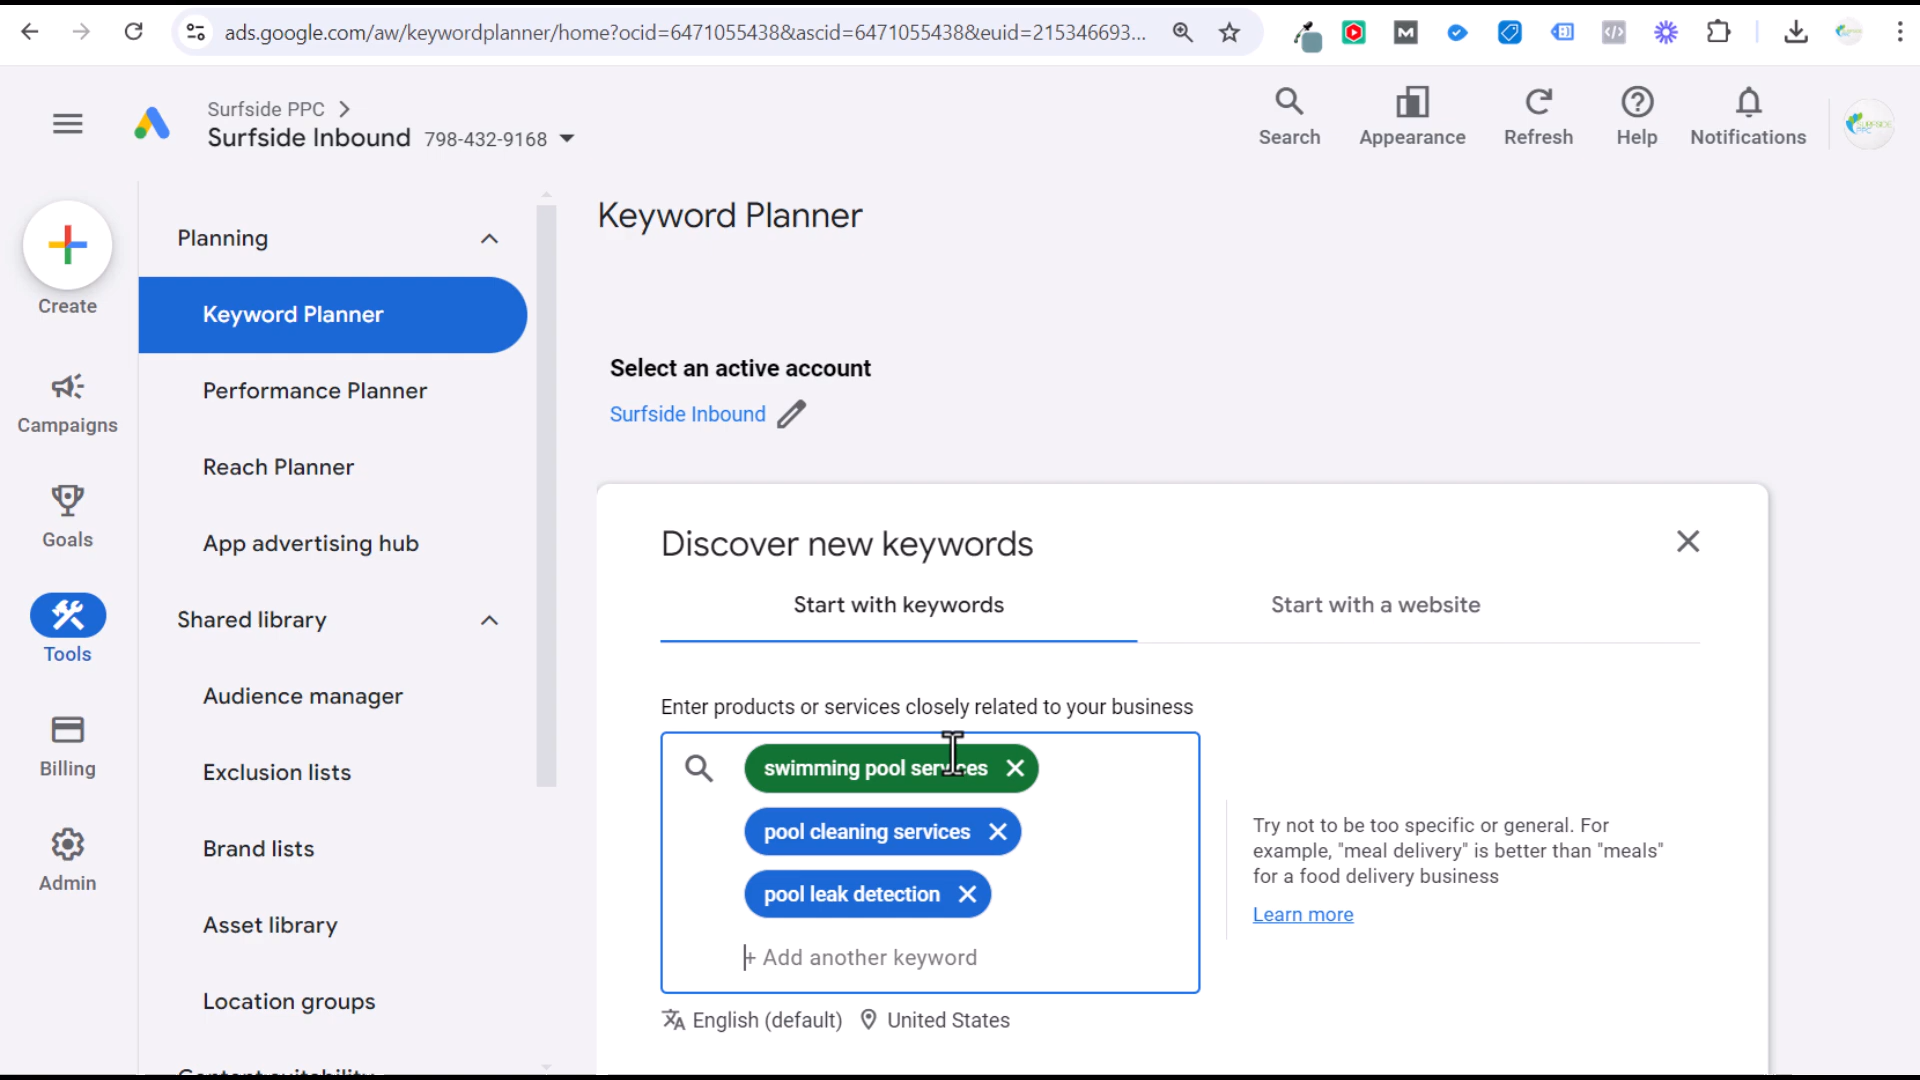 ads.google.com/aw/keywordplanner/home?ocid=6471055438&ascid=6471055438&euid=215346693...
Surfside PPC
Surfside Inbound 798-432-9168
Search
Appearance
Refresh
Help
Notifications
Create
Campaigns
Goals
Tools
Billing
Admin
Planning
Keyword Planner
Performance Planner
Reach Planner
App advertising hub
Shared library
Audience manager
Exclusion lists
Brand lists
Asset library
Location groups
Content suitability
Keyword Planner
Select an active account
Surfside Inbound
Discover new keywords
Start with keywords
Start with a website
Enter products or services closely related to your business
swimming pool services
pool cleaning services
pool leak detection
+ Add another keyword
English (default) United States
Try not to be too specific or general. For
example, "meal delivery" is better than "meals"
for a food delivery business
Learn more